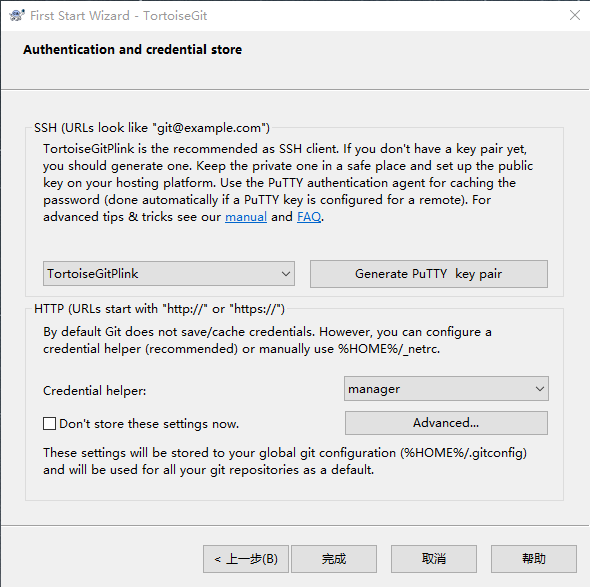 First Start Wizard - TortoiseGit
Authentication and credential store
SSH (URLs look like "git@example.com")
TortoiseGitPlink is the recommended as SSH client. If you don't have a key pair yet,
you should generate one. Keep the private one in a safe place and set up the public
key on your hosting platform. Use the PuTTY authentication agent for caching the
password (done automatically if a PuTTY key is configured for a remote). For
advanced tips & tricks see our manual and FAQ.
TortoiseGitPlink
Generate PuTTY key pair
HTTP (URLs start with "http://" or "https://")
By default Git does not save/cache credentials. However, you can configure a
credential helper (recommended) or manually use %HOME%/_netrc.
Credential helper:
manager
Don't store these settings now.
Advanced...
These settings will be stored to your global git configuration (%HOME%/.gitconfig)
and will be used for all your git repositories as a default.
< 上一步(B)
完成
取消
帮助